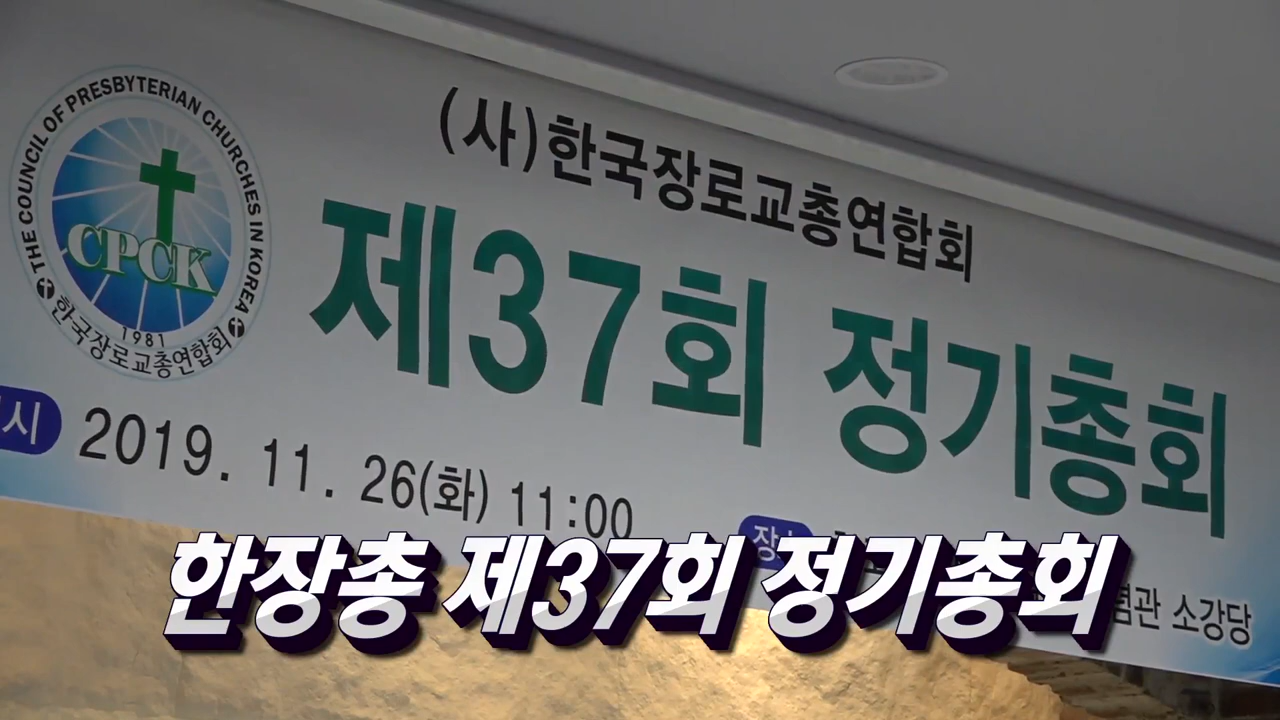 THE COUNCIL OF PRESBYTERIAN CHURCHES IN KOREA
CPCK
1981
한국장로교총연합회
(사)한국장로교총연합회
제37회 정기총회
시 2019. 11. 26(화) 11:00
관 소강당
한장총 제37회 정기총회